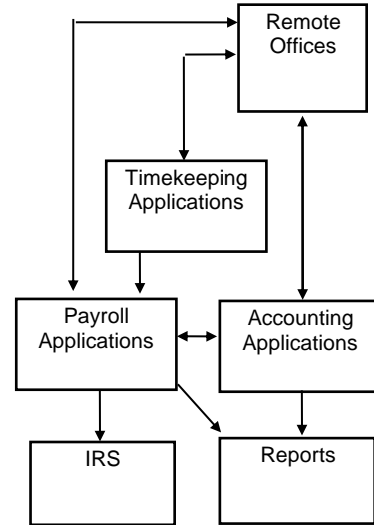 Remote
Offices
Timekeeping
Applications
Payroll
Applications
Accounting
Applications
IRS
Reports